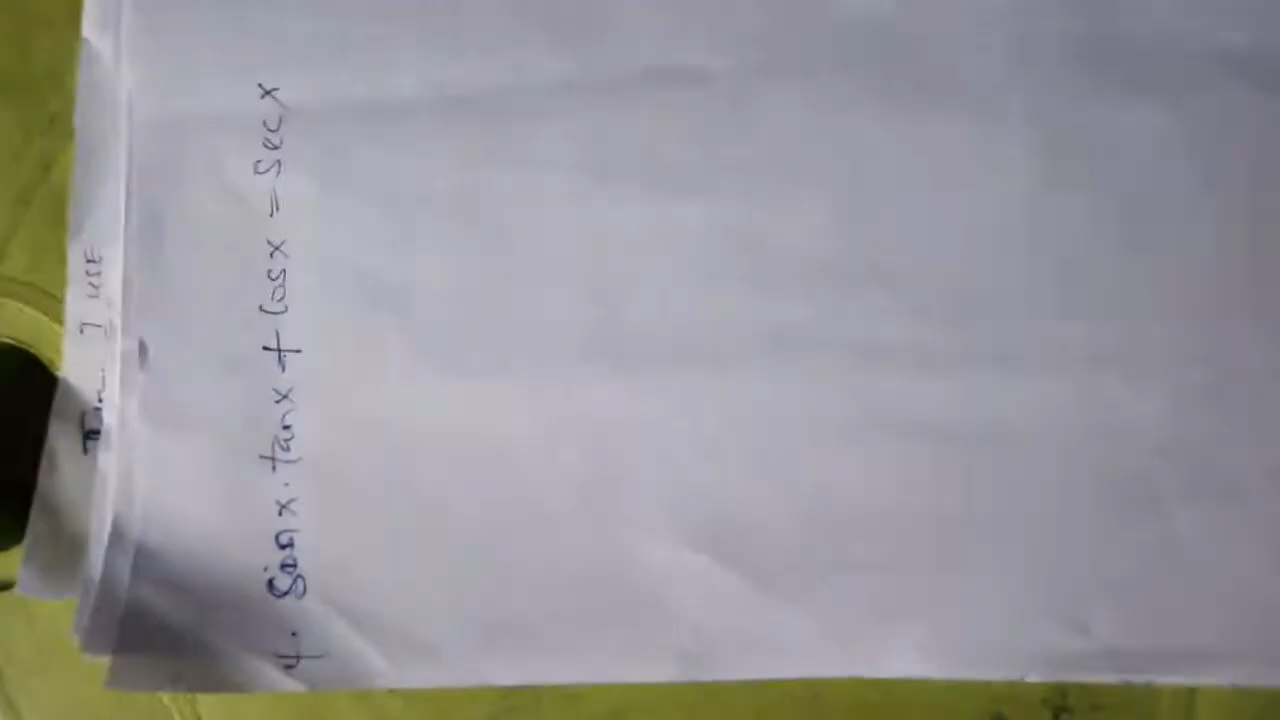 4. Sin x . tan x + Cos x = Sec x